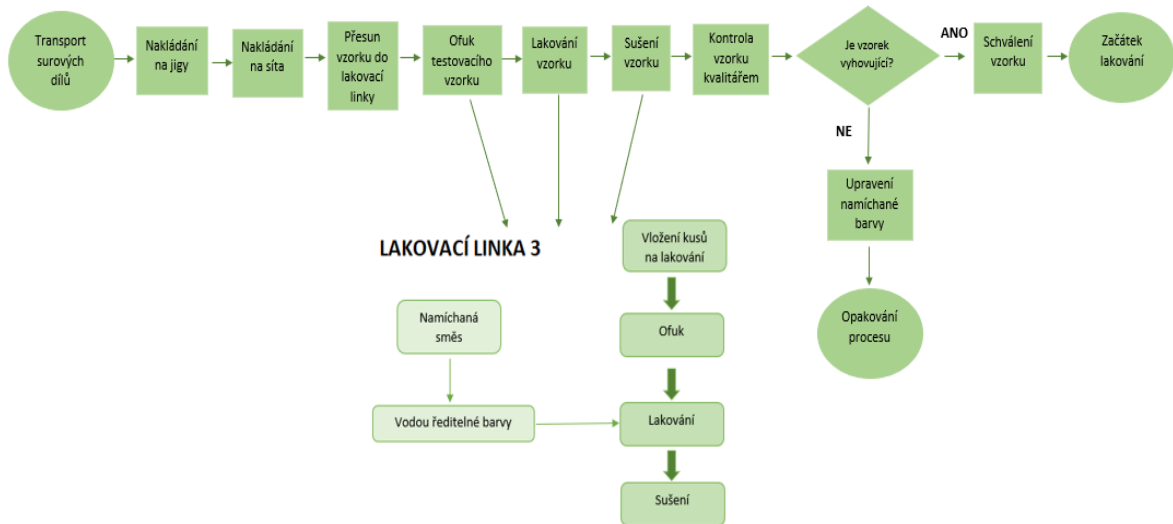 Transport
surových
dílů
Nakládání
na jigy
Nakládání
na síta
Přesun
vzorku do
lakovací
linky
Ofuk
testovacího
vzorku
Lakování
vzorku
Sušení
vzorku
Kontrola
vzorku
kvalitářem
Je vzorek
vyhovující?
ANO
Schválení
vzorku
Začátek
lakování
NE
Upravení
namíchané
barvy
Opakování
procesu
LAKOVACÍ LINKA 3
Vložení kusů
na lakování
Namíchaná
směs
Ofuk
Vodou ředitelné barvy
Lakování
Sušení